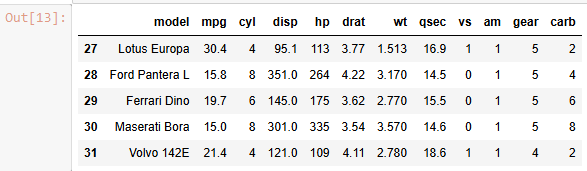 Out[13]:
model mpg cyl disp hp drat wt qsec vs am gear carb
27 Lotus Europa 30.4 4 95.1 113 3.77 1.513 16.9 1 1 5 2
28 Ford Pantera L 15.8 8 351.0 264 4.22 3.170 14.5 0 1 5 4
29 Ferrari Dino 19.7 6 145.0 175 3.62 2.770 15.5 0 1 5 6
30 Maserati Bora 15.0 8 301.0 335 3.54 3.570 14.6 0 1 5 8
31 Volvo 142E 21.4 4 121.0 109 4.11 2.780 18.6 1 1 4 2